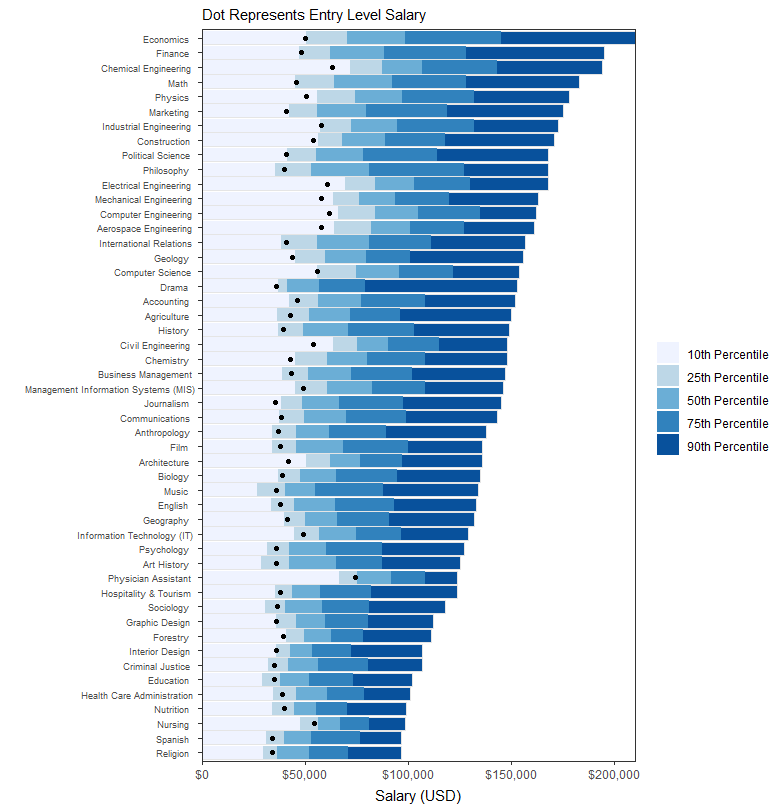 Dot Represents Entry Level Salary
Economics
Finance
Chemical Engineering
Math
Physics
Marketing
Industrial Engineering
Construction
Political Science
Philosophy
Electrical Engineering
Mechanical Engineering
Computer Engineering
Aerospace Engineering
International Relations
Geology
Computer Science
Drama
Accounting
Agriculture
History
Civil Engineering
Chemistry
Business Management
Management Information Systems (MIS)
Journalism
Communications
Anthropology
Film
Architecture
Biology
Music
English
Geography
Information Technology (IT)
Psychology
Art History
Physician Assistant
Hospitality & Tourism
Sociology
Graphic Design
Forestry
Interior Design
Criminal Justice
Education
Health Care Administration
Nutrition
Nursing
Spanish
Religion
$0 $50,000 $100,000 $150,000 $200,000
Salary (USD)
10th Percentile
25th Percentile
50th Percentile
75th Percentile
90th Percentile